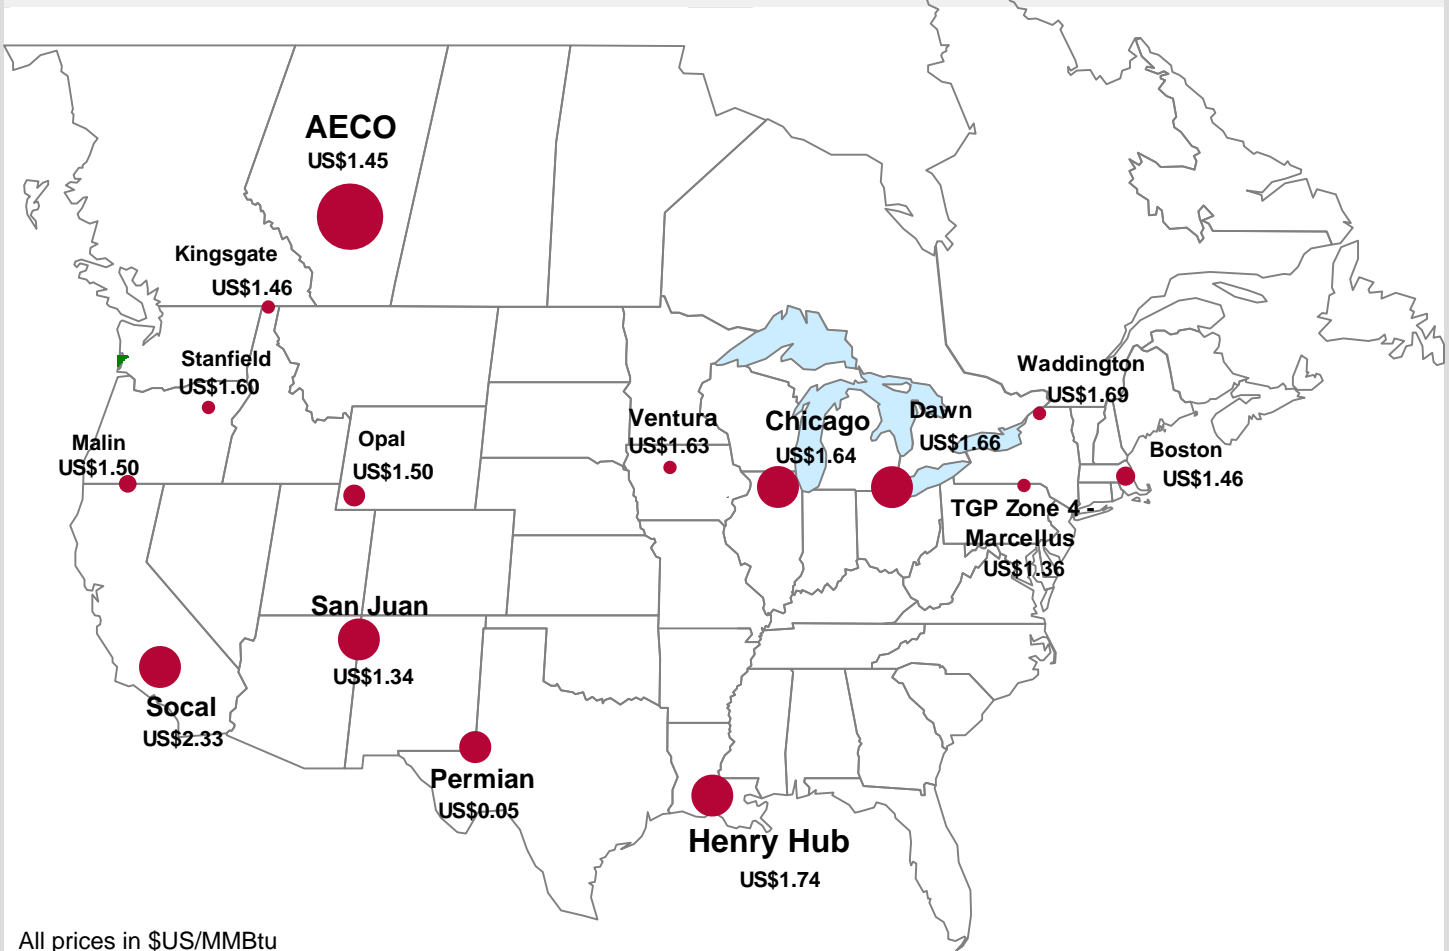 AECO
US$1.45
Kingsgate
US$1.46
Stanfield
US$1.60
Malin
US$1.50
Opal
US$1.50
Ventura
US$1.63
Chicago
US$1.64
Dawn
US$1.66
Waddington
US$1.69
Boston
US$1.46
TGP Zone 4 -
Marcellus
US$1.36
San Juan
US$1.34
Socal
US$2.33
Permian
US$0.05
Henry Hub
US$1.74
All prices in $US/MMBtu